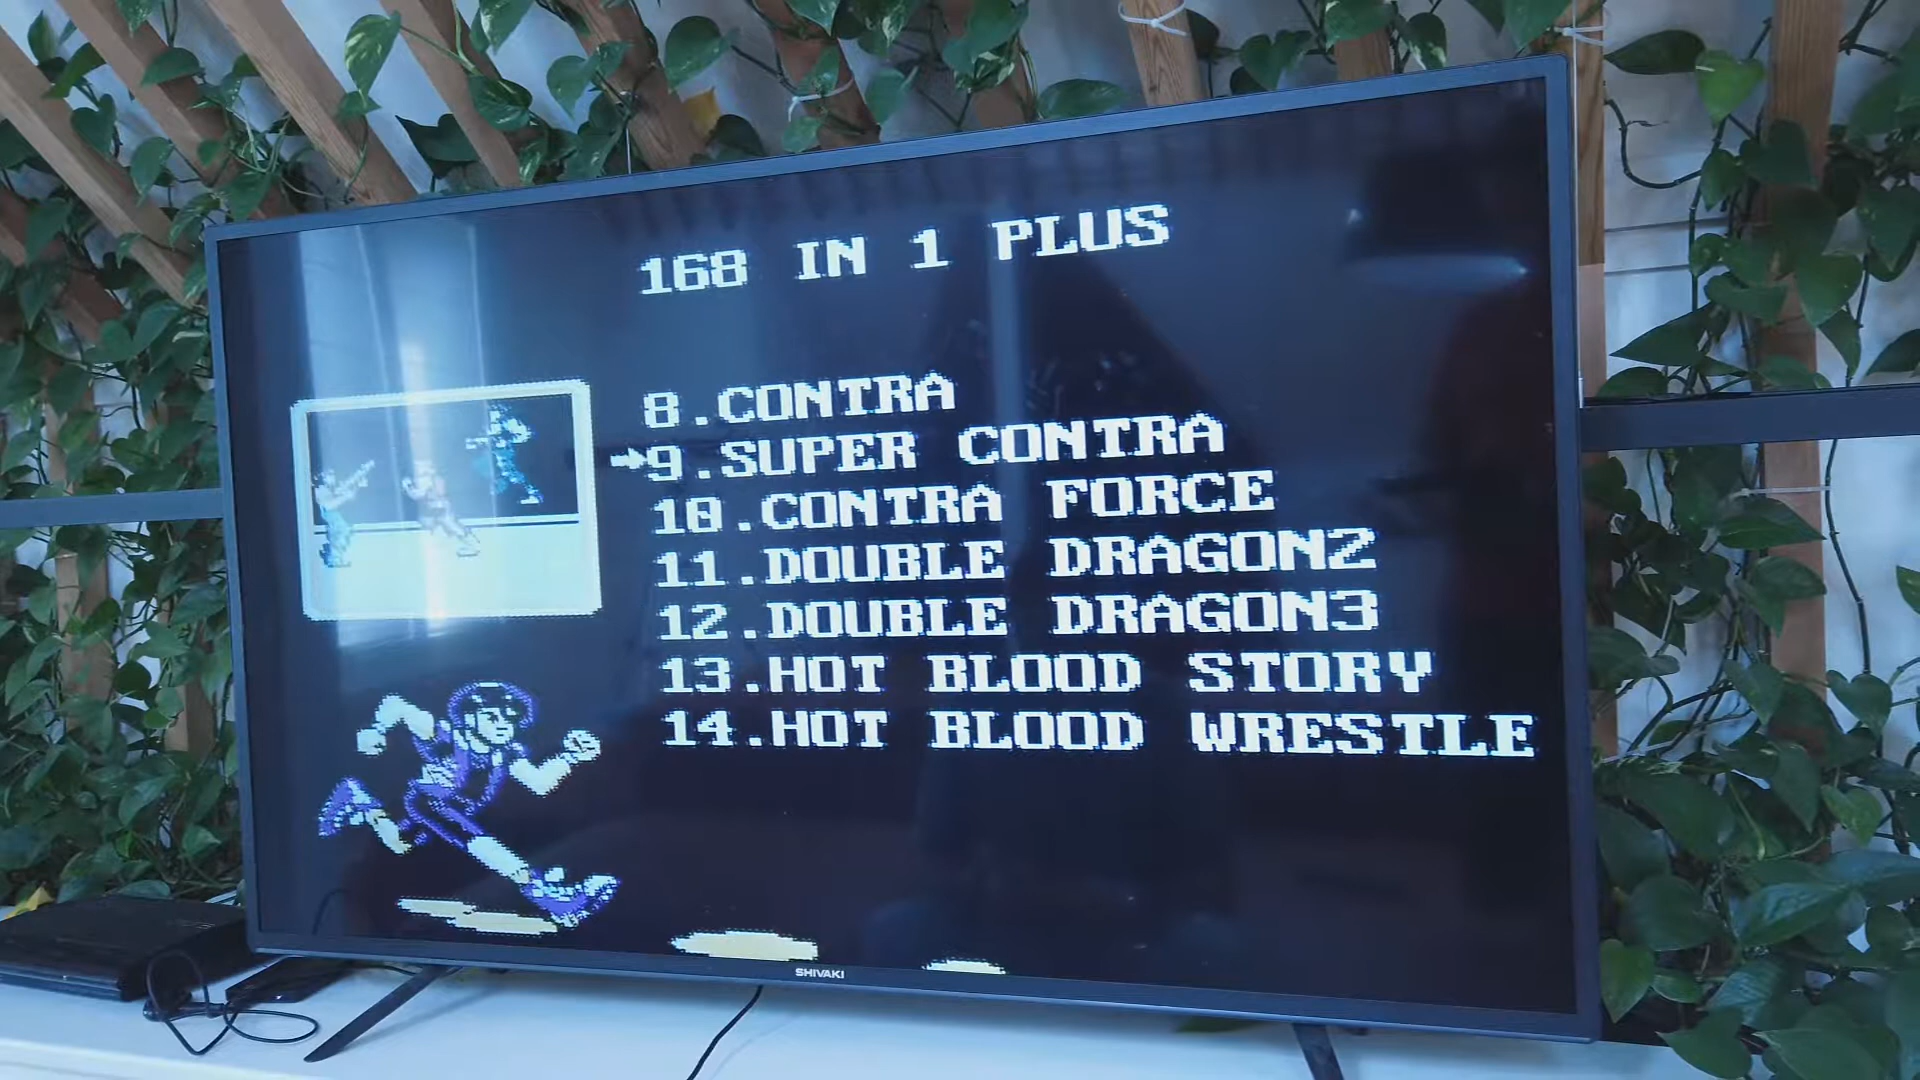 168 IN 1 PLUS
8.CONTRA
9.SUPER CONTRA
10.CONTRA FORCE
11.DOUBLE DRAGON2
12.DOUBLE DRAGON3
13.HOT BLOOD STORY
14.HOT BLOOD WRESTLE
SHIVAKI